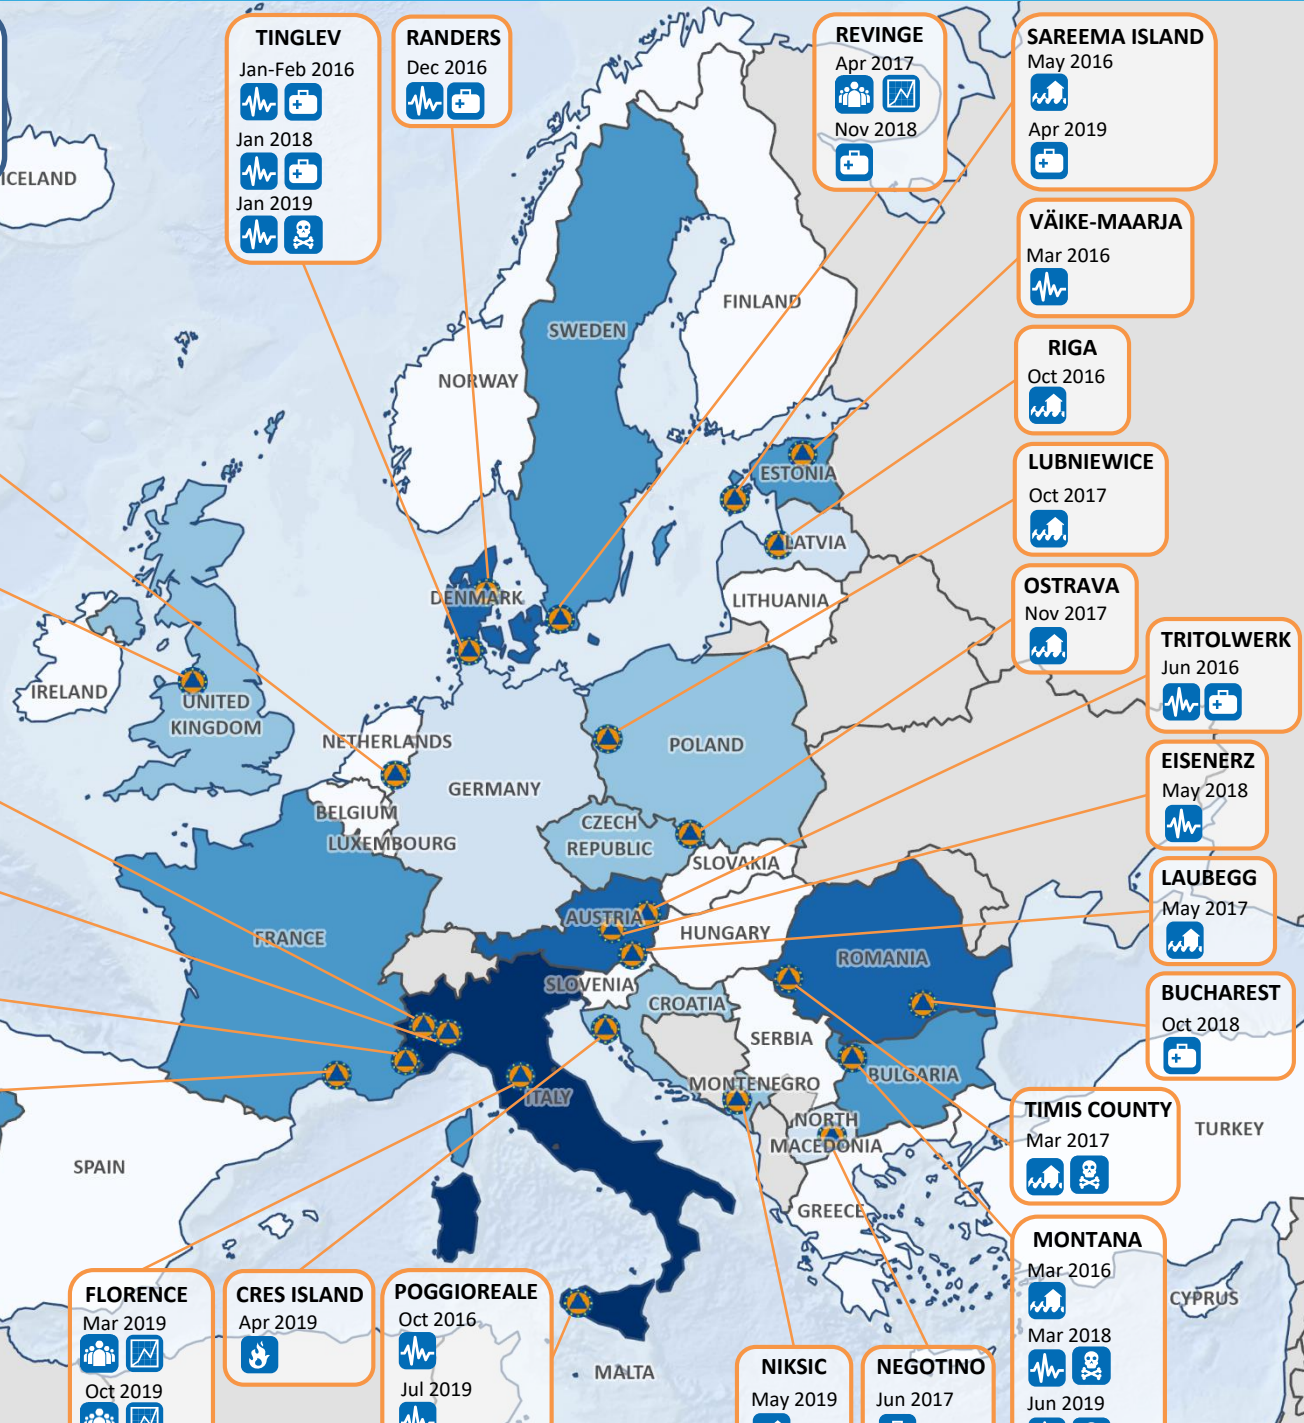 TINGLEV
Jan-Feb 2016
Jan 2018
Jan 2019
RANDERS
Dec 2016
REVINGE
Apr 2017
Nov 2018
SAREEMA ISLAND
May 2016
Apr 2019
VÄIKE-MAARJA
Mar 2016
RIGA
Oct 2016
LUBNIEWICE
Oct 2017
OSTRAVA
Nov 2017
TRITOLWERK
Jun 2016
EISENERZ
May 2018
LAUBEGG
May 2017
BUCHAREST
Oct 2018
TIMIS COUNTY
Mar 2017
MONTANA
Mar 2016
Mar 2018
Jun 2019
FLORENCE
Mar 2019
Oct 2019
CRES ISLAND
Apr 2019
POGGIOREALE
Oct 2016
Jul 2019
NIKSIC
May 2019
NEGOTINO
Jun 2017
ICELAND
FINLAND
SWEDEN
NORWAY
ESTONIA
LATVIA
DENMARK
LITHUANIA
IRELAND
UNITED
KINGDOM
NETHERLANDS
POLAND
GERMANY
BELGIUM
LUXEMBOURG
CZECH
REPUBLIC
SLOVAKIA
AUSTRIA
HUNGARY
FRANCE
ROMANIA
SLOVENIA
CROATIA
SERBIA
BULGARIA
MONTENEGRO
ITALY
NORTH
MACEDONIA
TURKEY
SPAIN
GREECE
CYPRUS
MALTA